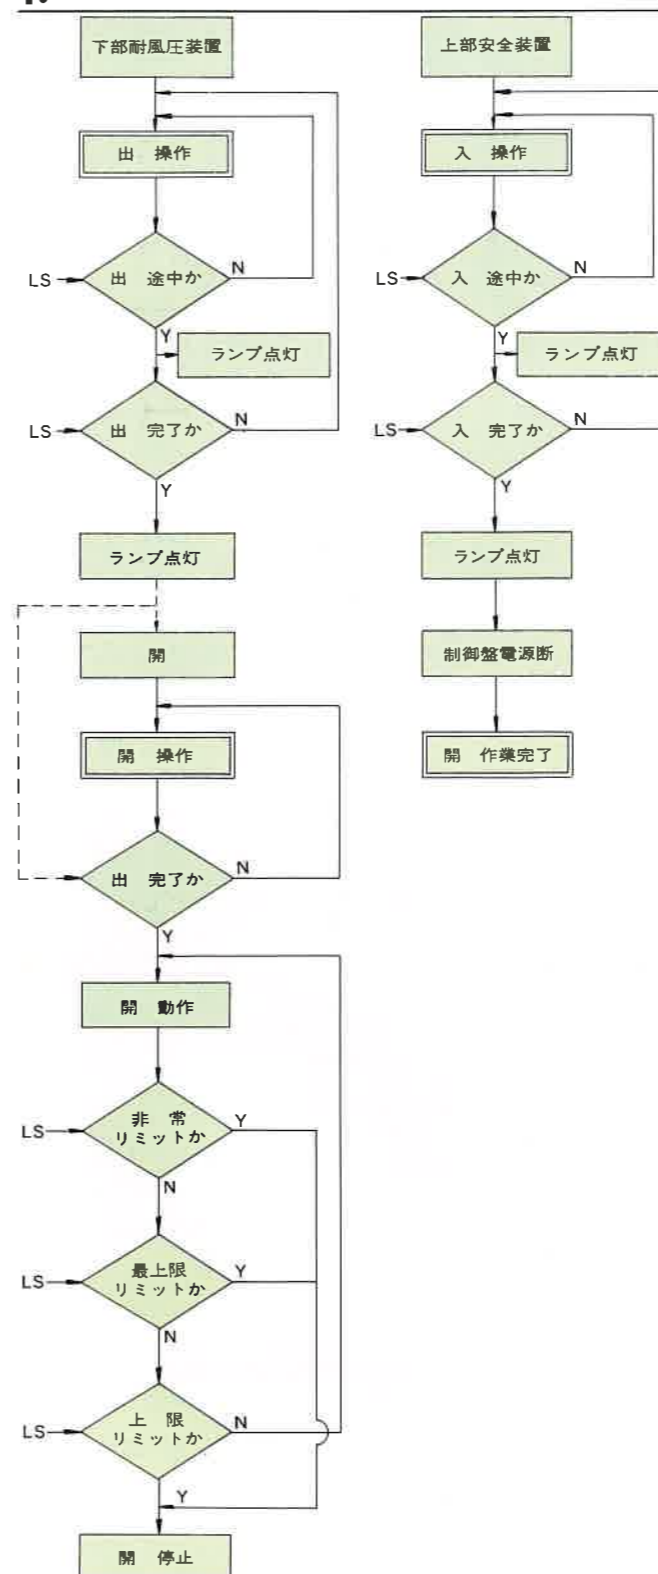 下部耐風圧装置
出 操作
LS
出 途中か
N
Y
ランプ点灯
LS
出 完了か
N
Y
ランプ点灯
開
開 操作
出 完了か
N
Y
開 動作
LS
非 常
リミットか
Y
N
LS
最上限
リミットか
Y
N
LS
上 限
リミットか
N
Y
開 停止
上部安全装置
入 操作
LS
入 途中か
N
Y
ランプ点灯
LS
入 完了か
N
Y
ランプ点灯
制御盤電源断
開 作業完了